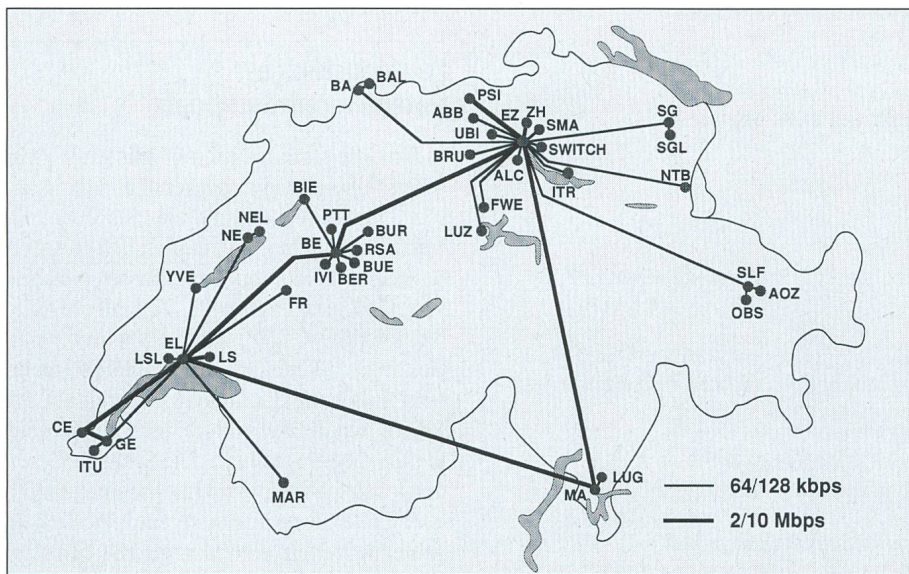 BA
BAL
PSI
ABB
EZ
ZH
SMA
UBI
SWITCH
BRU
ALC
ITR
SG
SGL
NTB
FWE
LUZ
BIE
PTT
NEL
NE
BE
BUR
RSA
BUE
IVI
BER
YVE
FR
SLF
AOZ
OBS
EL
LSL
LS
CE
GE
ITU
MAR
LUG
MA
64/128 kbps
2/10 Mbps